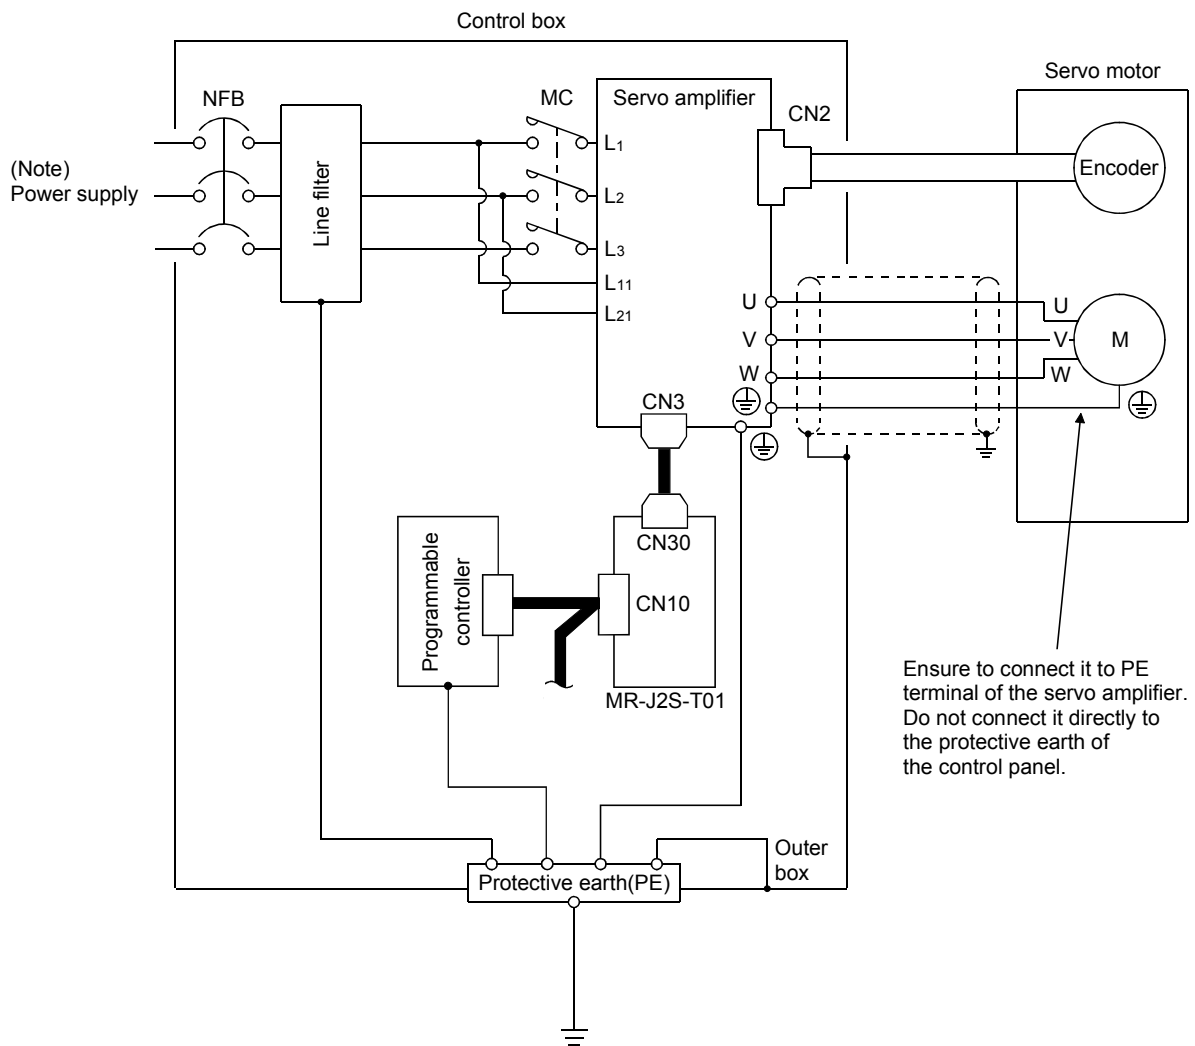 Control box
Servo motor
NFB
MC
Servo amplifier
CN2
(Note)
Power supply
Line filter
L1
L2
L3
L11
L21
Encoder
U
V
W
U
V
W
M
CN3
CN30
CN10
Programmable
controller
MR-J2S-T01
Ensure to connect it to PE
terminal of the servo amplifier.
Do not connect it directly to
the protective earth of
the control panel.
Outer
box
Protective earth(PE)